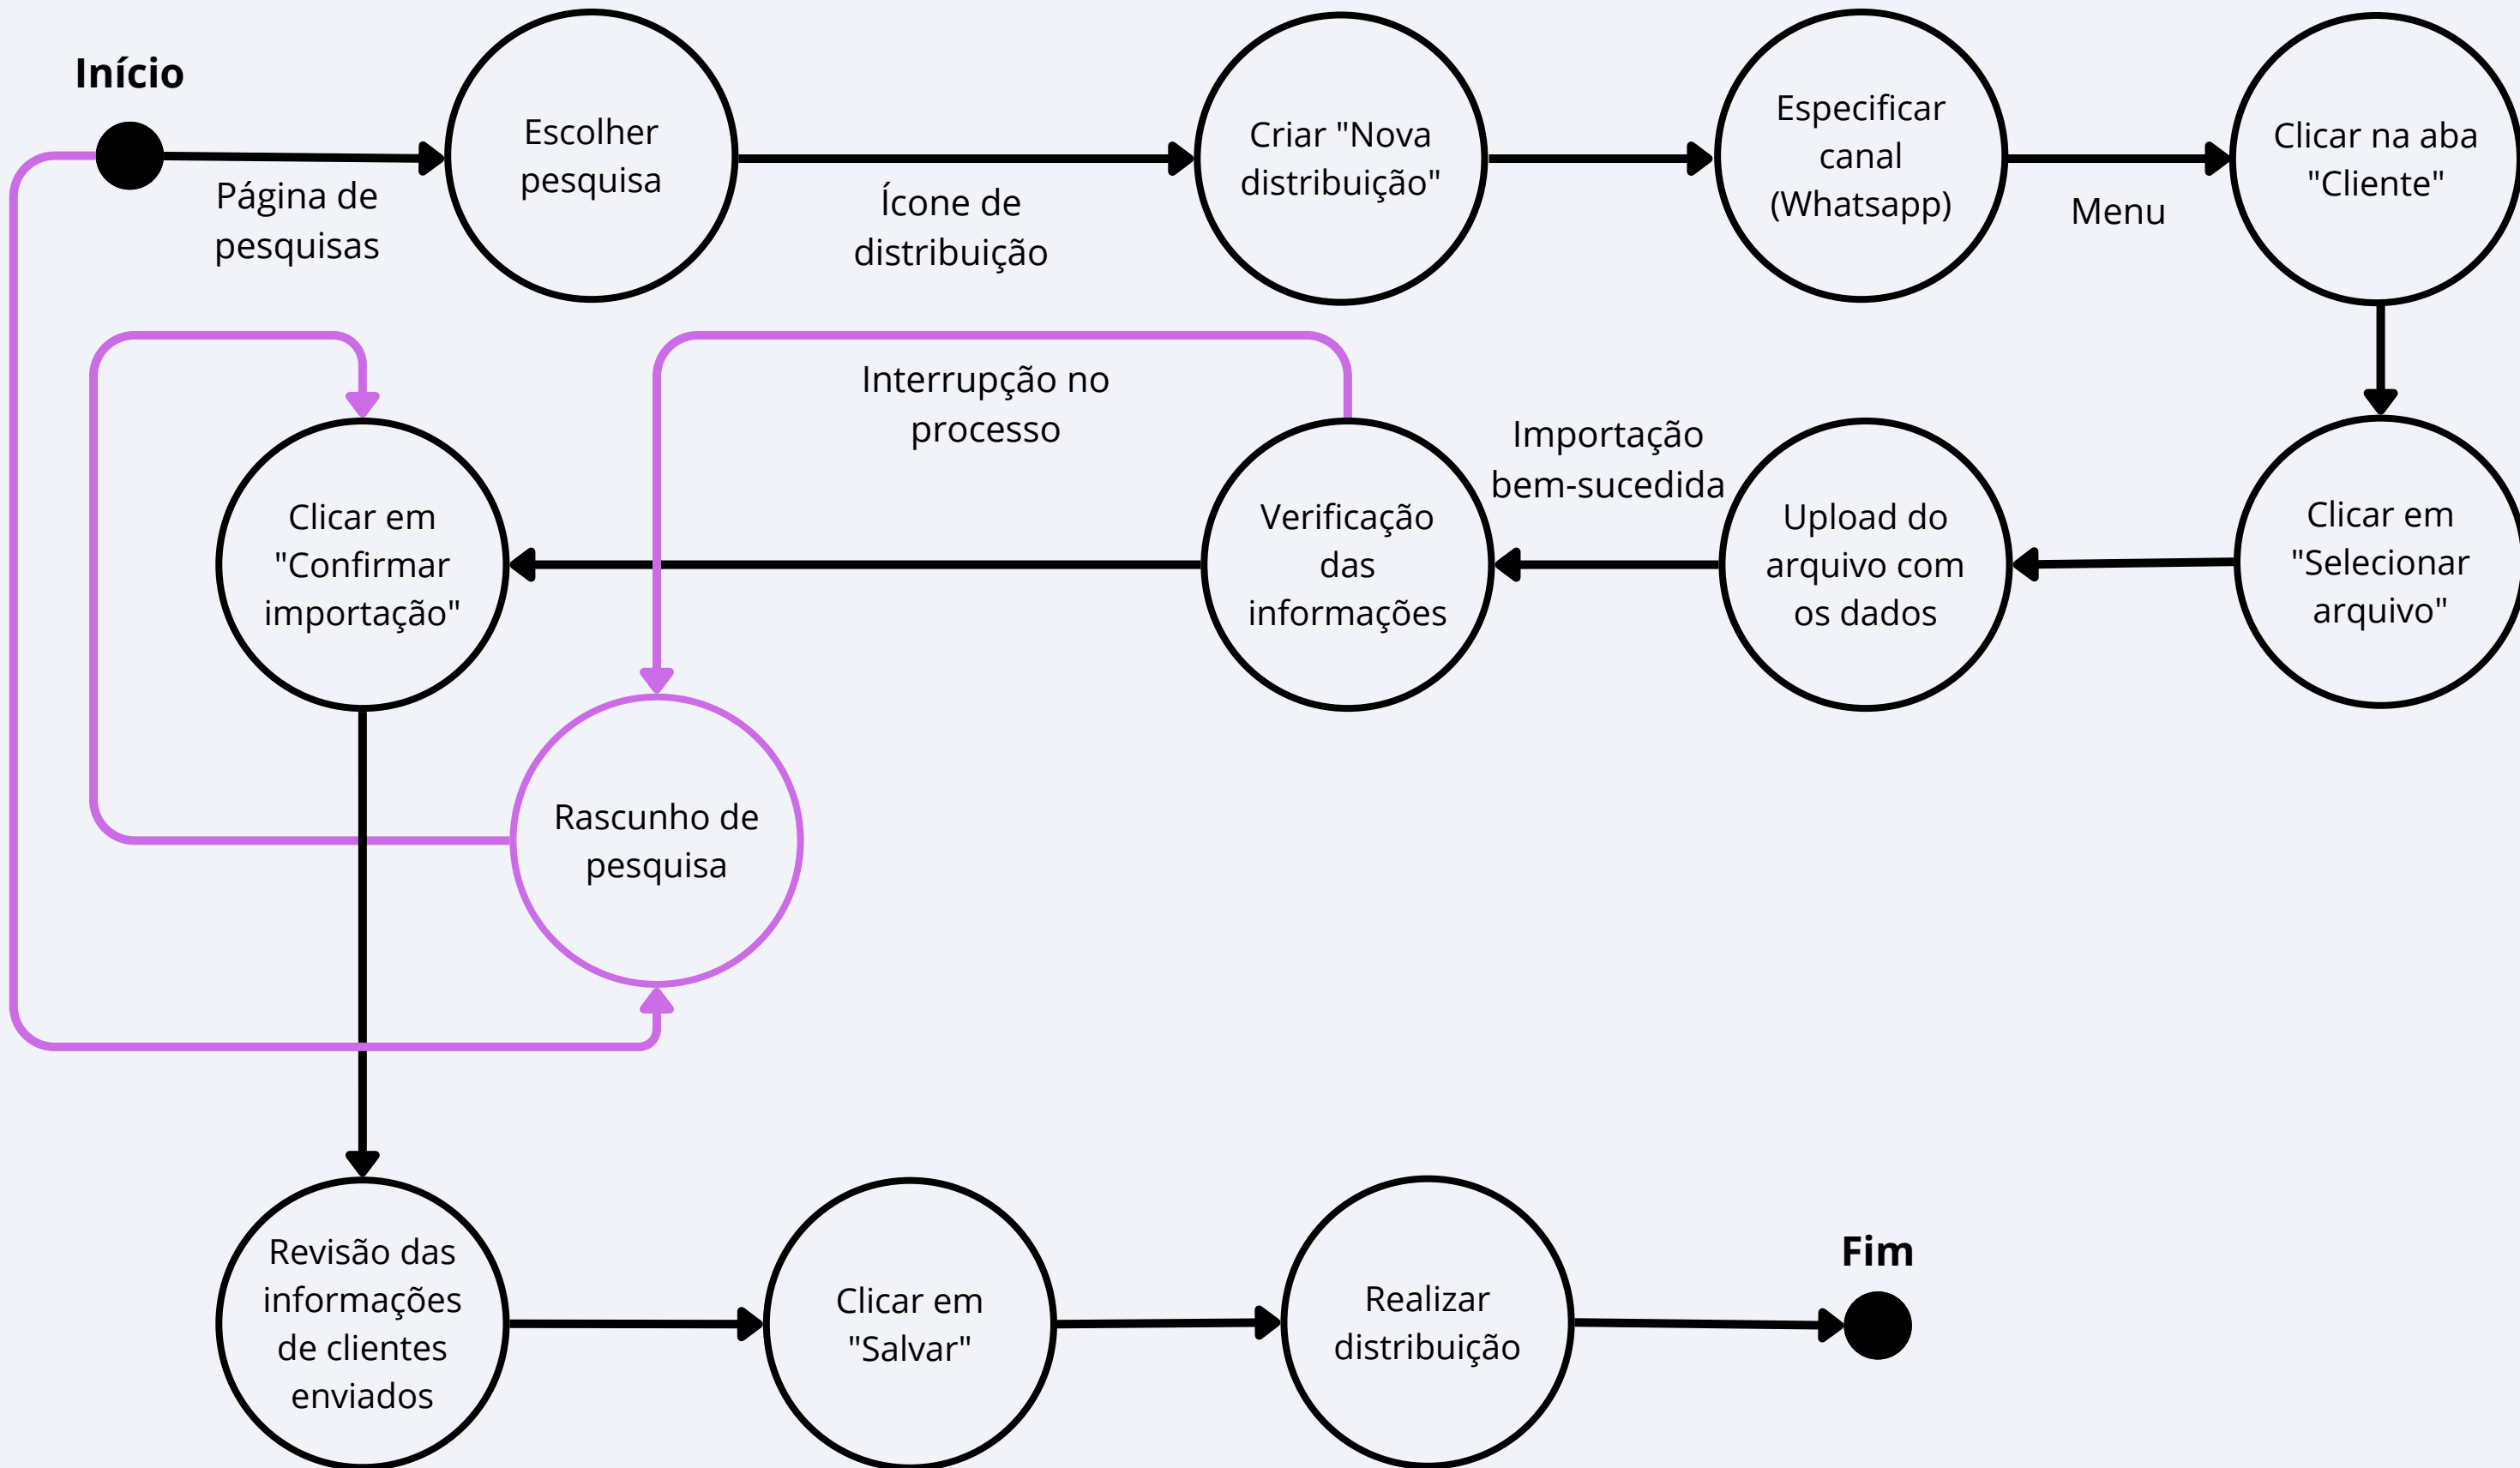 Início
Escolher
pesquisa
Página de
pesquisas
Ícone de
distribuição
Criar "Nova
distribuição"
Especificar
canal
(Whatsapp)
Menu
Clicar na aba
"Cliente"
Clicar em
"Selecionar
arquivo"
Upload do
arquivo com
os dados
Importação
bem-sucedida
Verificação
das
informações
Interrupção no
processo
Clicar em
"Confirmar
importação"
Rascunho de
pesquisa
Revisão das
informações
de clientes
enviados
Clicar em
"Salvar"
Realizar
distribuição
Fim